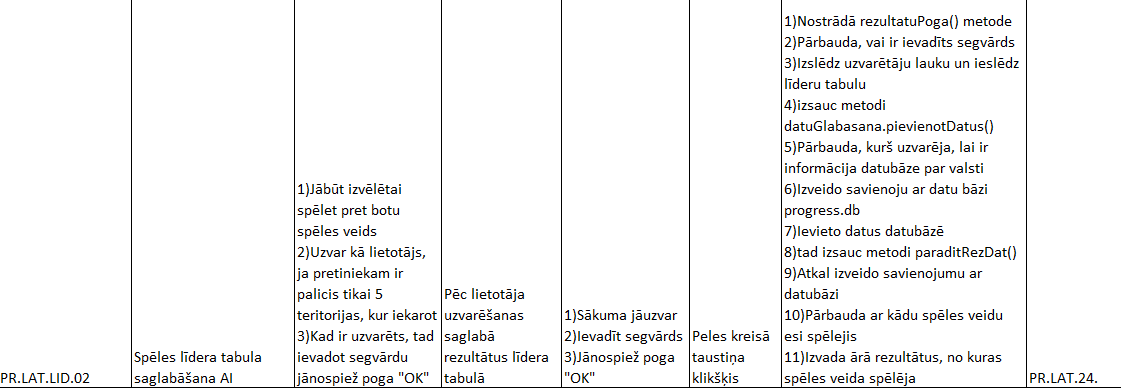 PR.LAT.LID.02
Spēles līdera tabula
saglabāšana AI
1)Jābūt izvēlētai
spēlet pret botu
spēles veids
2)Uzvar kā lietotājs,
ja pretiniekam ir
palicis tikai 5
teritorijas, kur iekarot
3)Kad ir uzvarēts, tad
ievadot segvārdu
jānospiež poga "OK"
Pēc lietotāja
uzvarēšanas
saglabā
rezultātus līdera
tabulā
1)Sākuma jāuzvar
2)Ievadīt segvārds
3)Jānospiež poga
"OK"
Peles kreisā
taustiņa
klikšķis
1)Nostrādā rezultatuPoga() metode
2)Pārbauda, vai ir ievadīts segvārds
3)Izslēdz uzvarētāju lauku un ieslēdz
līderu tabulu
4)izsauc metodi
datuGlabasana.pievienotDatus()
5)Pārbauda, kurš uzvarēja, lai ir
informācija datubāze par valsti
6)Izveido savienoju ar datu bāzi
progress.db
7)Ievieto datus datubāzē
8)tad izsauc metodi paraditRezDat()
9)Atkal izveido savienojumu ar
datubāzi
10)Pārbauda ar kādu spēles veidu
esi spēlejis
11)Izvada ārā rezultātus, no kuras
spēles veida spēlēja
PR.LAT.24.